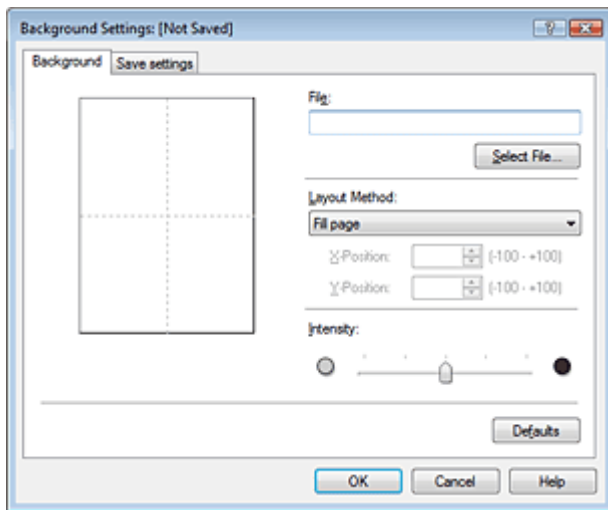 Background Settings: [Not Saved]
Background
Save settings
File:
Select File...
Layout Method:
Fill page
X-Position:
(-100 - +100)
Y-Position:
(-100 - +100)
Intensity:
Defaults
OK
Cancel
Help